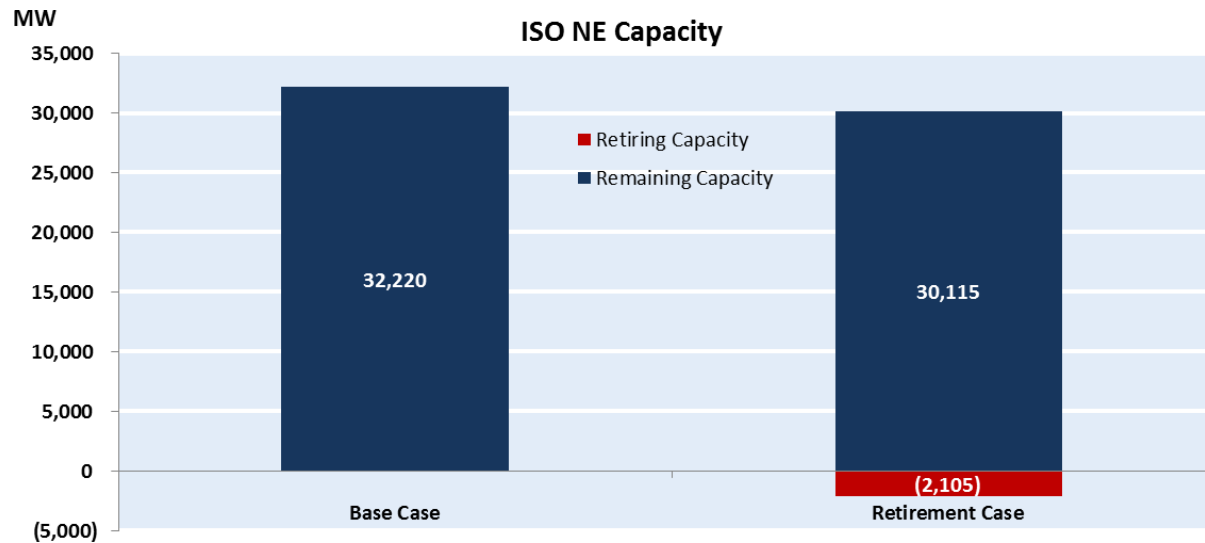 MW
ISO NE Capacity
35,000
30,000
25,000
20,000
15,000
10,000
5,000
0
(5,000)
Retiring Capacity
Remaining Capacity
32,220
30,115
(2,105)
Base Case
Retirement Case